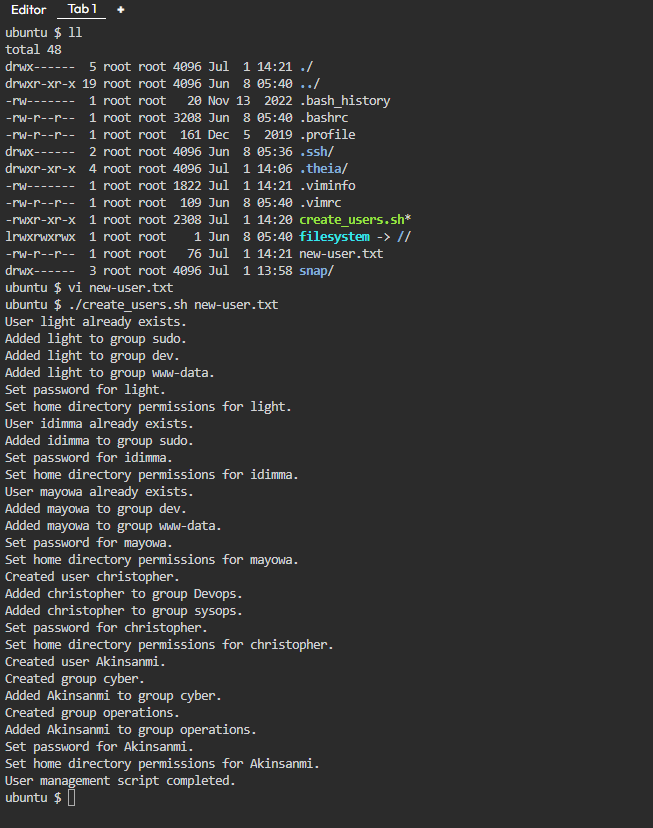 Editor Tab 1 +
ubuntu $ ll
total 48
drwx------  5 root root 4096 Jul  1 14:21 ./
drwxr-xr-x 19 root root 4096 Jun  8 05:40 ../
-rw-------  1 root root   20 Nov 13  2022 .bash_history
-rw-r--r--  1 root root 3208 Jun  8 05:40 .bashrc
-rw-r--r--  1 root root  161 Dec  5  2019 .profile
drwx------  2 root root 4096 Jun  8 05:36 .ssh/
drwxr-xr-x  4 root root 4096 Jul  1 14:06 .theia/
-rw-------  1 root root 1822 Jul  1 14:21 .viminfo
-rw-r--r--  1 root root  109 Jun  8 05:40 .vimrc
-rwxr-xr-x  1 root root 2308 Jul  1 14:20 create_users.sh*
lrwxrwxrwx  1 root root    1 Jun  8 05:40 filesystem -> //
-rw-r--r--  1 root root   76 Jul  1 14:21 new-user.txt
drwx------  3 root root 4096 Jul  1 13:58 snap/
ubuntu $ vi new-user.txt
ubuntu $ ./create_users.sh new-user.txt
User light already exists.
Added light to group sudo.
Added light to group dev.
Added light to group www-data.
Set password for light.
Set home directory permissions for light.
User idimma already exists.
Added idimma to group sudo.
Set password for idimma.
Set home directory permissions for idimma.
User mayowa already exists.
Added mayowa to group dev.
Added mayowa to group www-data.
Set password for mayowa.
Set home directory permissions for mayowa.
Created user christopher.
Added christopher to group Devops.
Added christopher to group sysops.
Set password for christopher.
Set home directory permissions for christopher.
Created user Akinsanmi.
Created group cyber.
Added Akinsanmi to group cyber.
Created group operations.
Added Akinsanmi to group operations.
Set password for Akinsanmi.
Set home directory permissions for Akinsanmi.
User management script completed.
ubuntu $